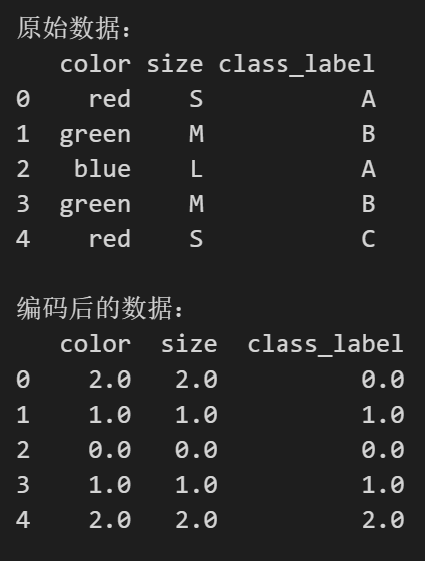 原始数据：
   color size class_label
0    red    S           A
1  green    M           B
2   blue    L           A
3  green    M           B
4    red    S           C

编码后的数据：
   color  size  class_label
0    2.0   2.0          0.0
1    1.0   1.0          1.0
2    0.0   0.0          0.0
3    1.0   1.0          1.0
4    2.0   2.0          2.0